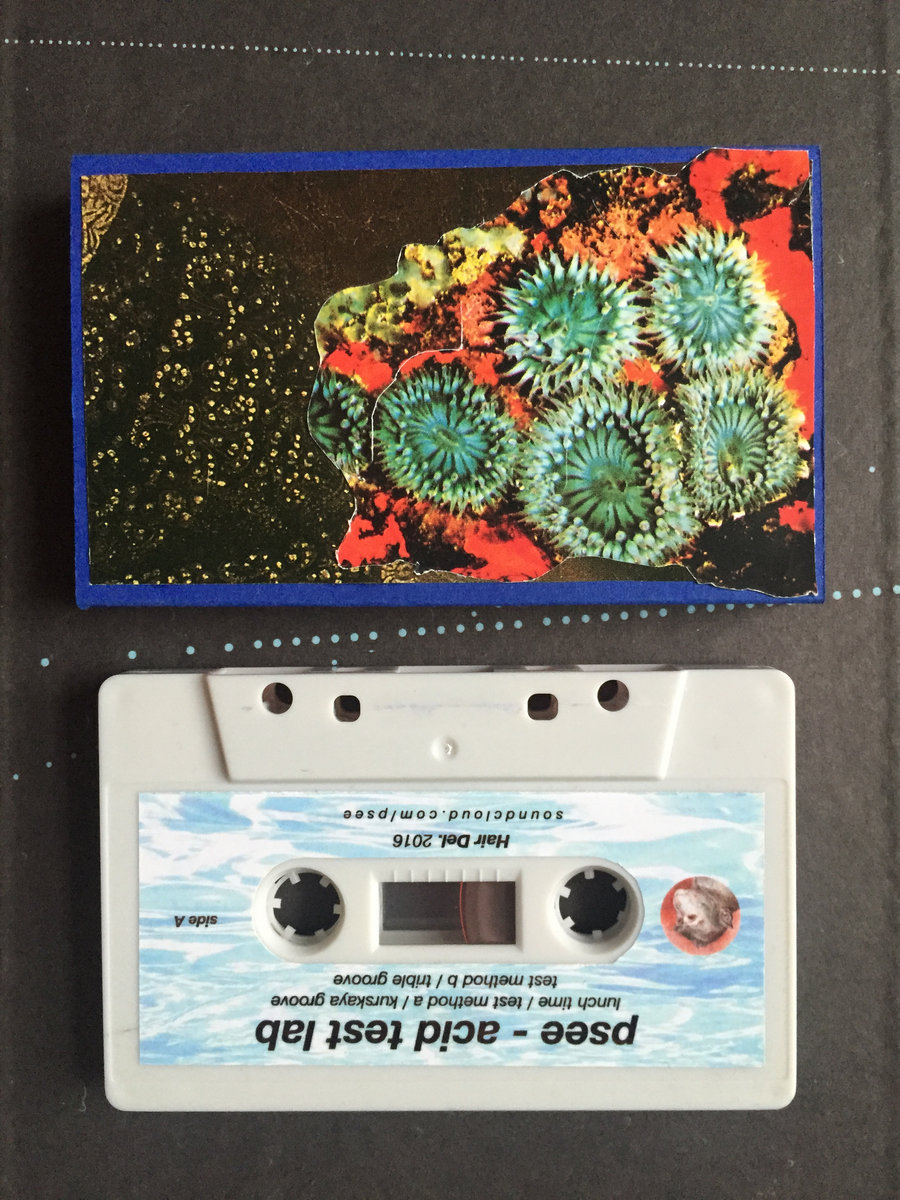 psee - acid test lab
lunch time / test method a / kurskaya groove
test method b / trible groove
side A
Hair Del. 2016
soundcloud.com/psee